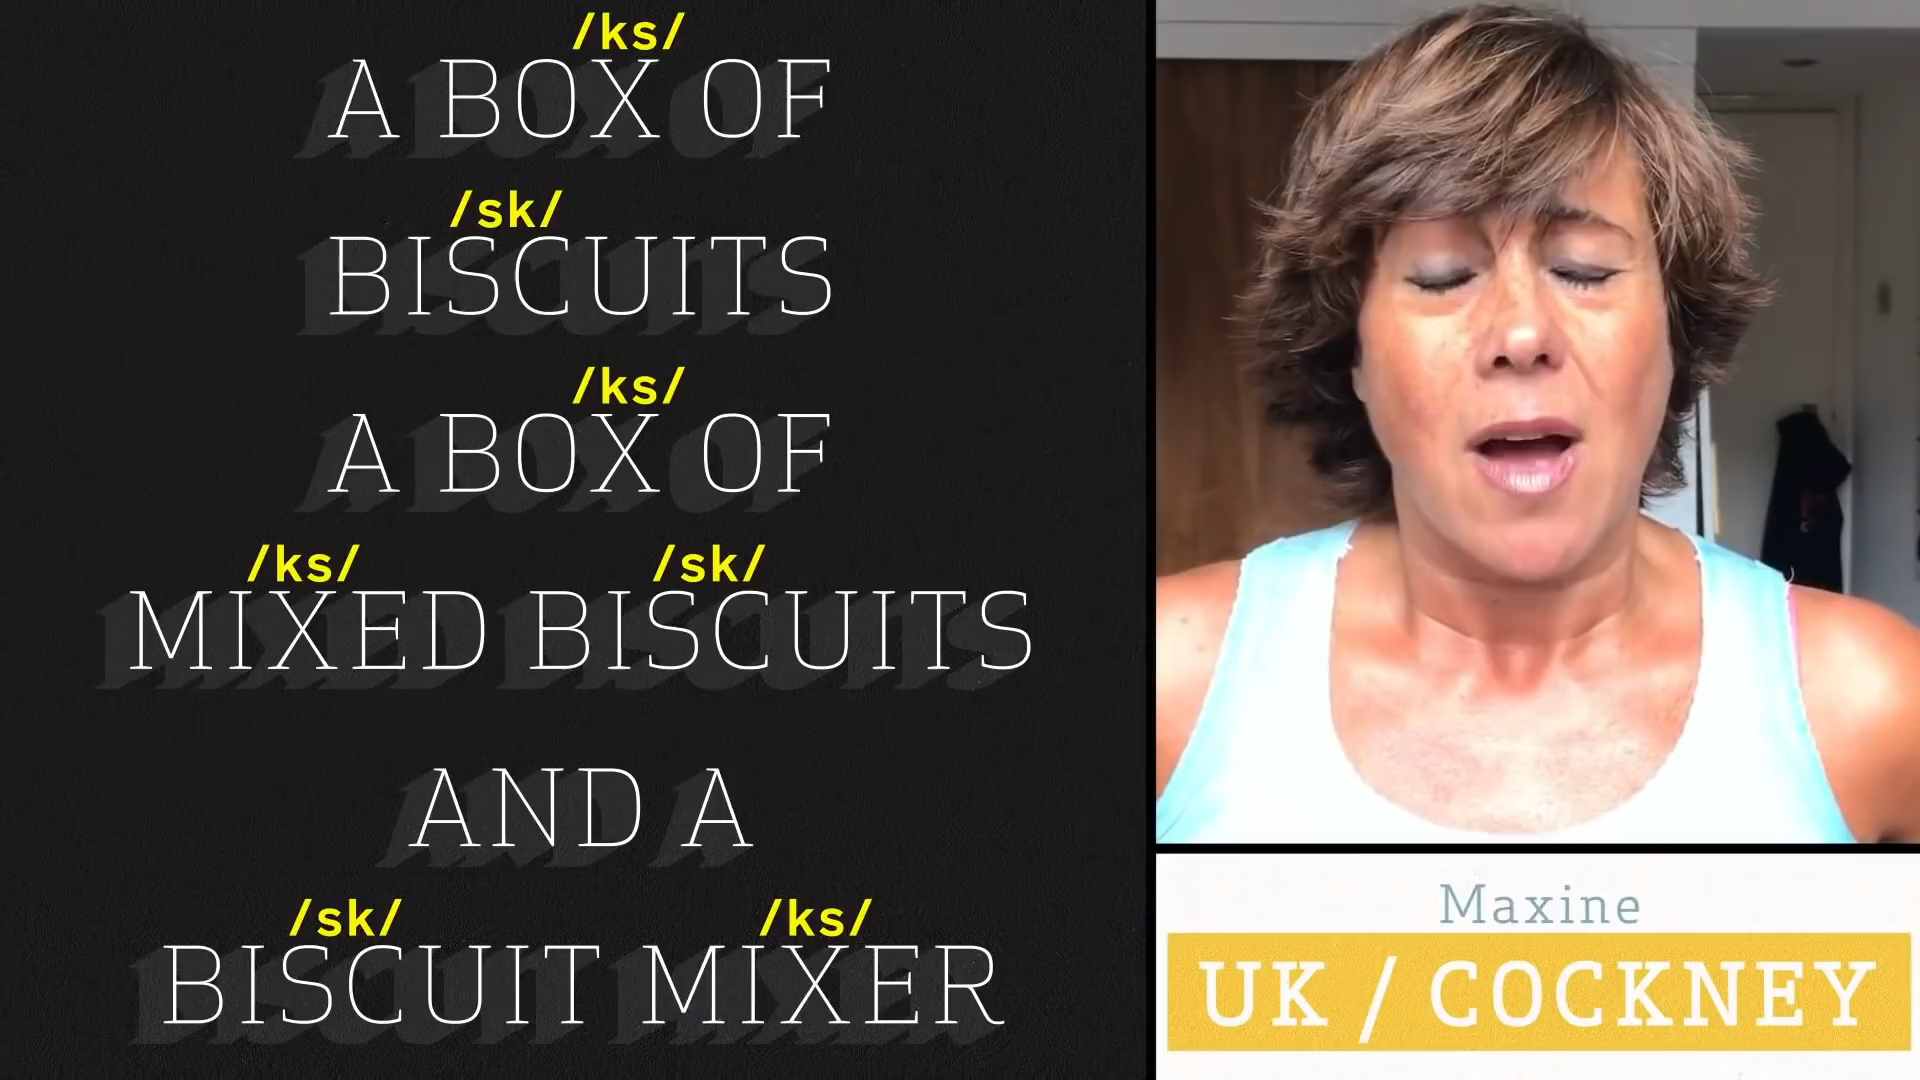 /ks/
A BOX OF
/sk/
BISCUITS
/ks/
A BOX OF
/ks/ /sk/
MIXED BISCUITS
AND A
/sk/ /ks/
BISCUIT MIXER
Maxine
UK / COCKNEY